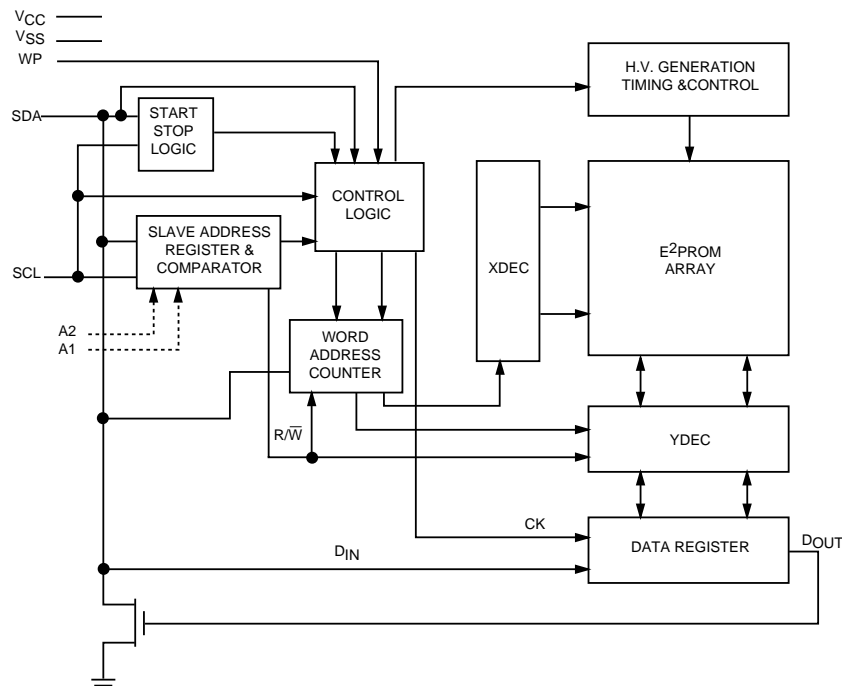 VCC
VSS
WP
H.V. GENERATION
TIMING &CONTROL
SDA
START
STOP
LOGIC
CONTROL
LOGIC
SLAVE ADDRESS
REGISTER &
COMPARATOR
SCL
XDEC
E2PROM
ARRAY
A2
A1
WORD
ADDRESS
COUNTER
R/W̅
YDEC
CK
DIN
DATA REGISTER
DOUT